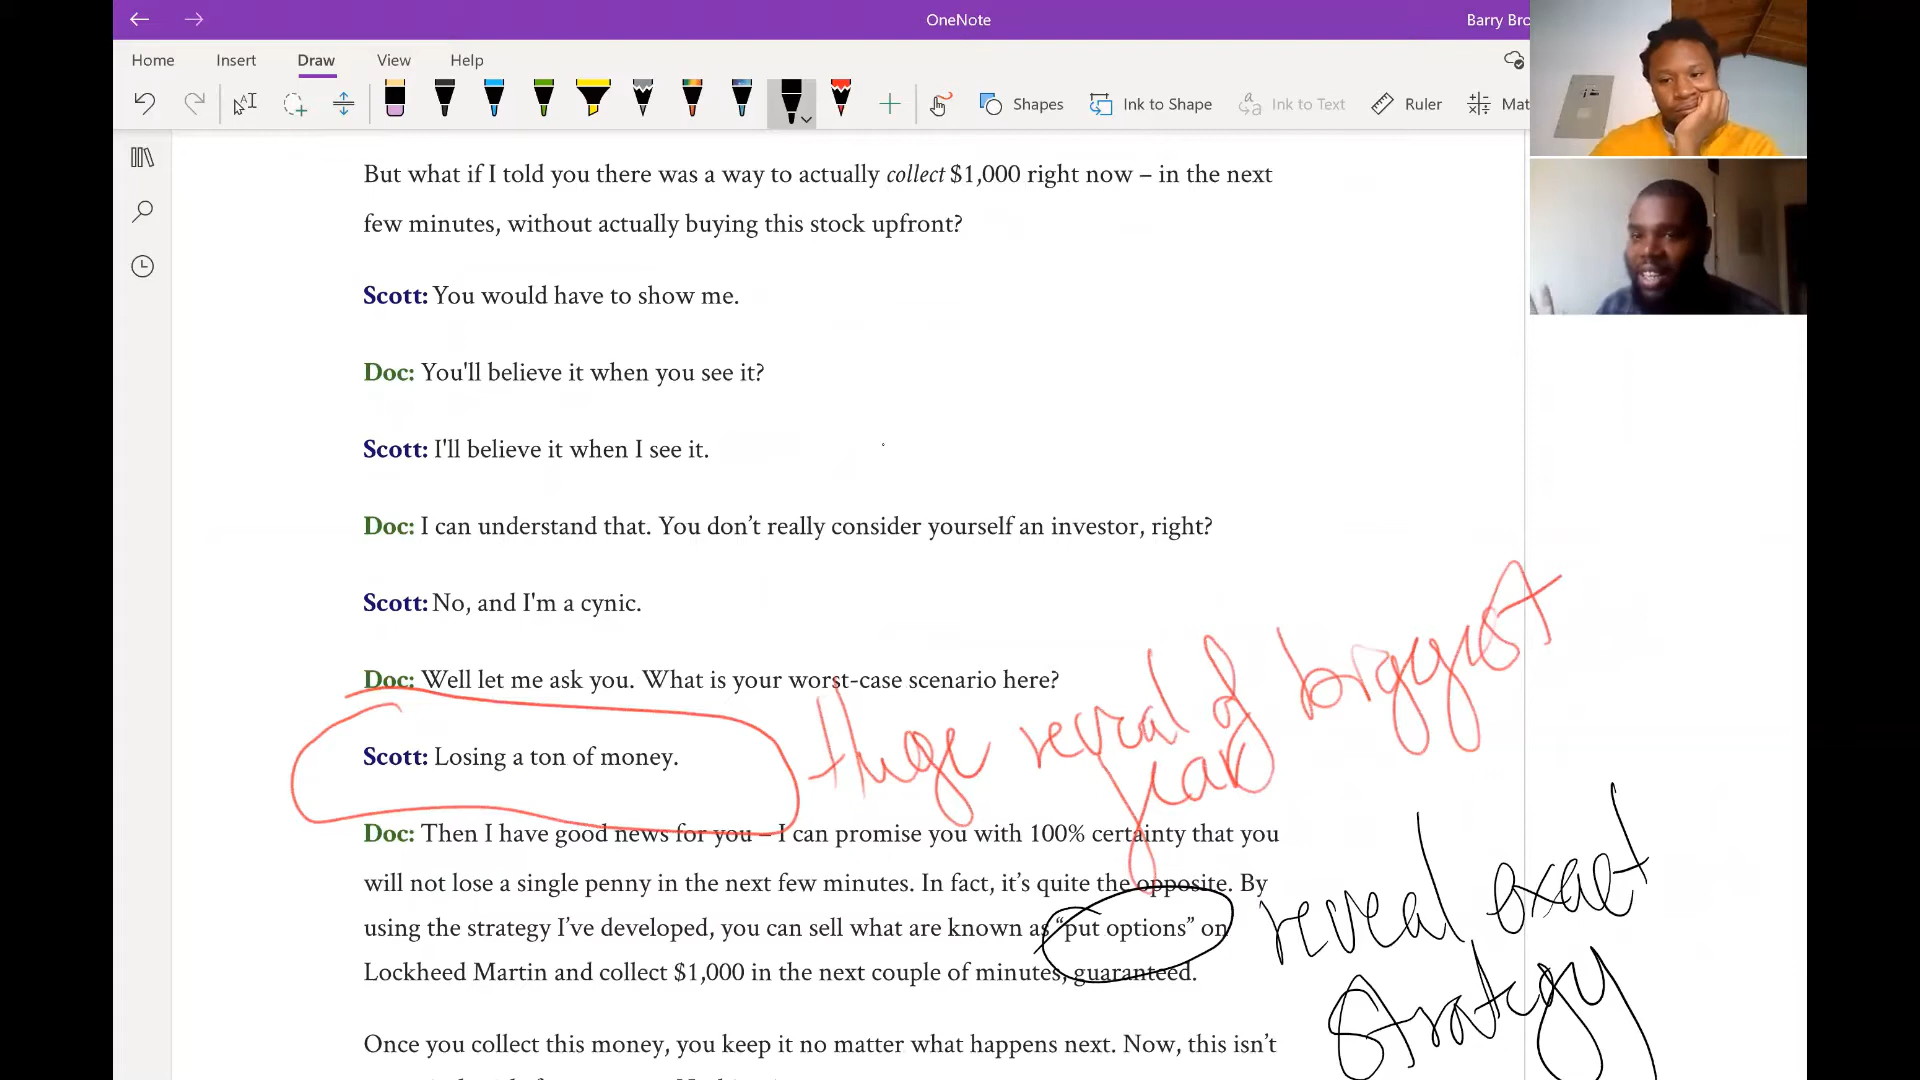 OneNote
Barry Bro
Home Insert Draw View Help
Shapes Ink to Shape Ink to Text Ruler Mat
But what if I told you there was a way to actually collect $1,000 right now – in the next
few minutes, without actually buying this stock upfront?
Scott: You would have to show me.
Doc: You'll believe it when you see it?
Scott: I'll believe it when I see it.
Doc: I can understand that. You don’t really consider yourself an investor, right?
Scott: No, and I'm a cynic.
Doc: Well let me ask you. What is your worst-case scenario here?
Huge reveal of biggest
fear
Scott: Losing a ton of money.
Doc: Then I have good news for you – I can promise you with 100% certainty that you
will not lose a single penny in the next few minutes. In fact, it’s quite the opposite. By
using the strategy I’ve developed, you can sell what are known as “put options” on
Lockheed Martin and collect $1,000 in the next couple of minutes, guaranteed.
reveal exact
strategy
Once you collect this money, you keep it no matter what happens next. Now, this isn’t